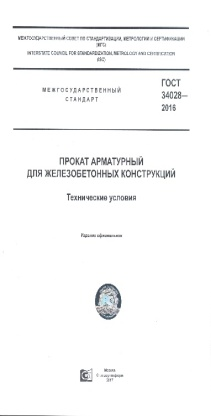 МЕЖГОСУДАРСТВЕННЫЙ СОВЕТ ПО СТАНДАРТИЗАЦИИ, МЕТРОЛОГИИ И СЕРТИФИКАЦИИ
(МГС)
INTERSTATE COUNCIL FOR STANDARDIZATION, METROLOGY AND CERTIFICATION
(ISC)
МЕЖГОСУДАРСТВЕННЫЙ
СТАНДАРТ
ГОСТ
34028—
2016
ПРОКАТ АРМАТУРНЫЙ
ДЛЯ ЖЕЛЕЗОБЕТОННЫХ КОНСТРУКЦИЙ
Технические условия
Издание официальное
Москва
2017